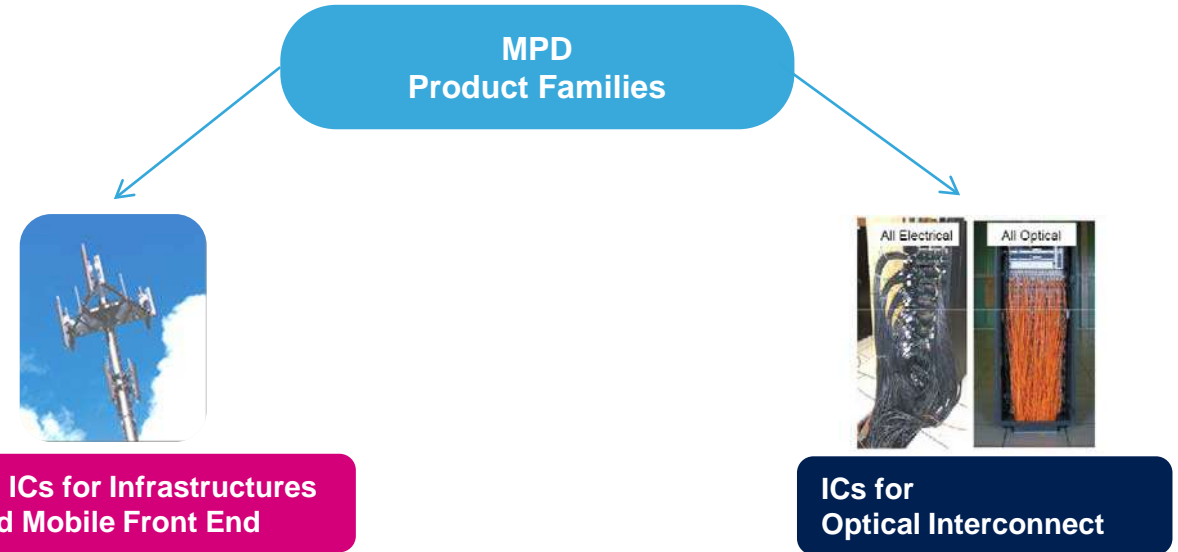 MPD
Product Families
All Electrical
All Optical
ICs for Infrastructures
d Mobile Front End
ICs for
Optical Interconnect